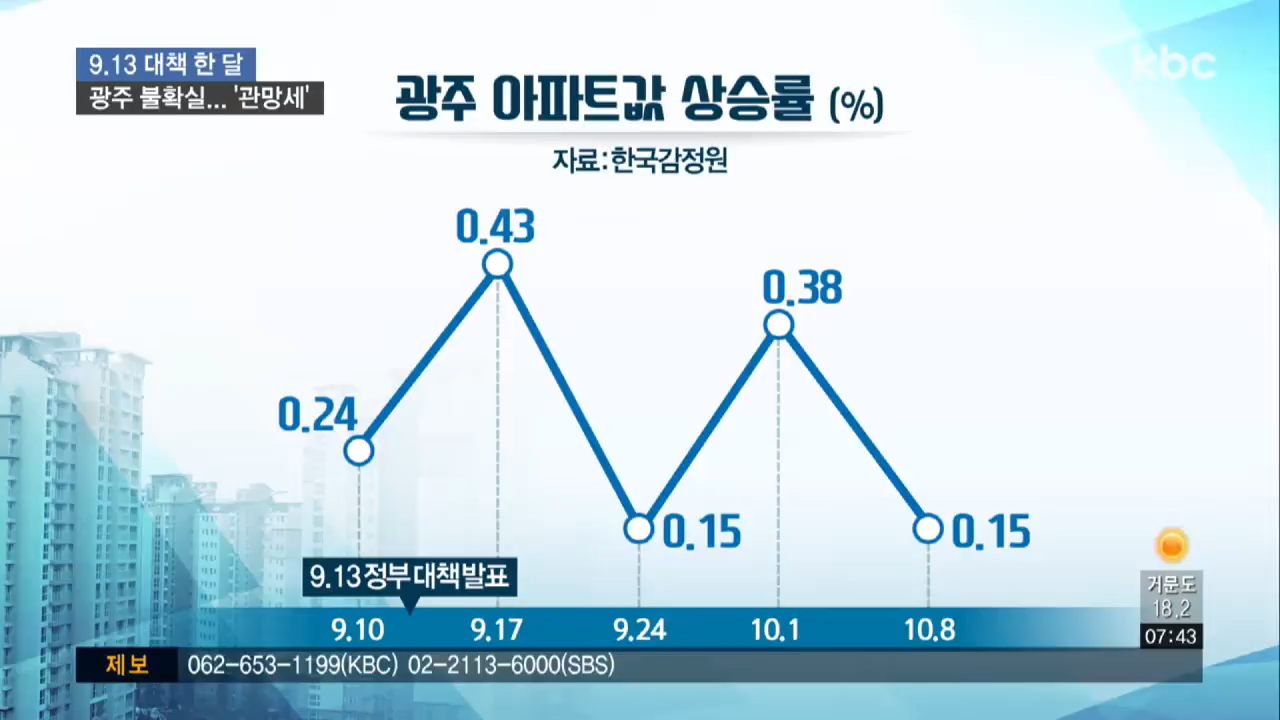 9.13 대책 한 달
광주 불확실... '관망세'
kbc
광주 아파트값 상승률 (%)
자료:한국감정원
0.43
0.38
0.24
0.15
0.15
9.13 정부 대책 발표
9.10 9.17 9.24 10.1 10.8
거문도
18.2
07:43
제보 062-653-1199(KBC) 02-2113-6000(SBS)